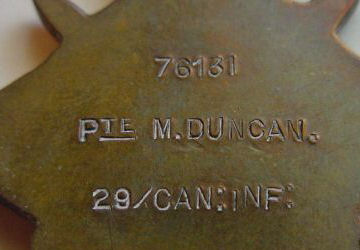 76131
PTE M. DUNCAN.
29/CAN:INF: